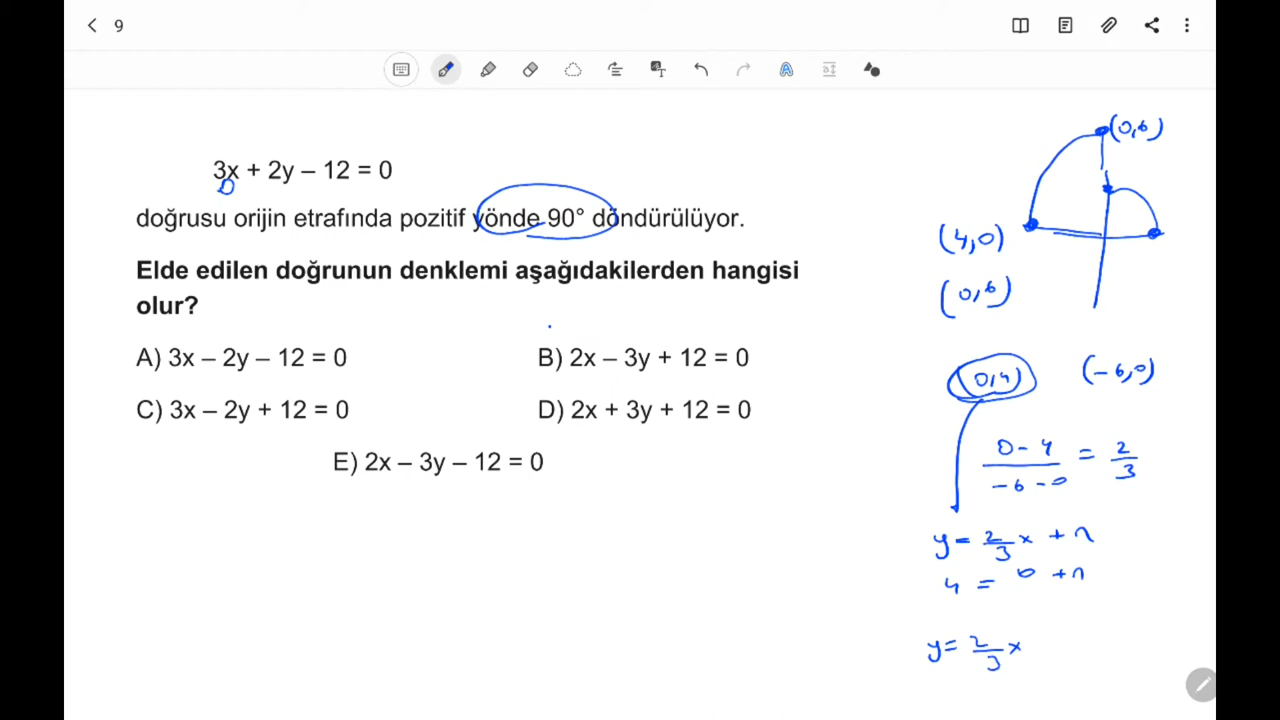 9
3x + 2y – 12 = 0
0
doğrusu orijin etrafında pozitif yönde 90° döndürülüyor.
Elde edilen doğrunun denklemi aşağıdakilerden hangisi
olur?
A) 3x – 2y – 12 = 0
B) 2x – 3y + 12 = 0
C) 3x – 2y + 12 = 0
D) 2x + 3y + 12 = 0
E) 2x – 3y – 12 = 0
(0,6)
(4,0)
(0,6)
(0,4) (-6,0)
0-4 / -6-0 = 2/3
y = 2/3 x + n
4 = 0 + n
y = 2/3 x